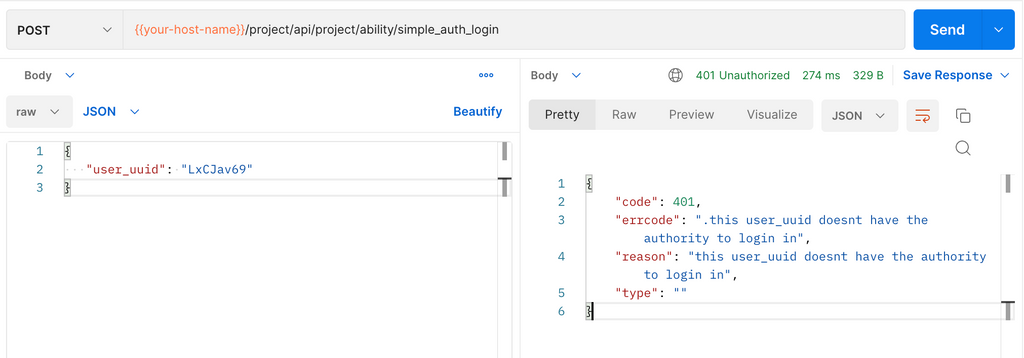 POST {{your-host-name}}/project/api/project/ability/simple_auth_login Send
Body
raw JSON Beautify
1 {
2 "user_uuid": "LxCJav69"
3 }
Body 401 Unauthorized 274 ms 329 B Save Response
Pretty Raw Preview Visualize JSON
1 {
2 "code": 401,
3 "errcode": ".this user_uuid doesnt have the
authority to login in",
4 "reason": "this user_uuid doesnt have the authority
to login in",
5 "type": ""
6 }